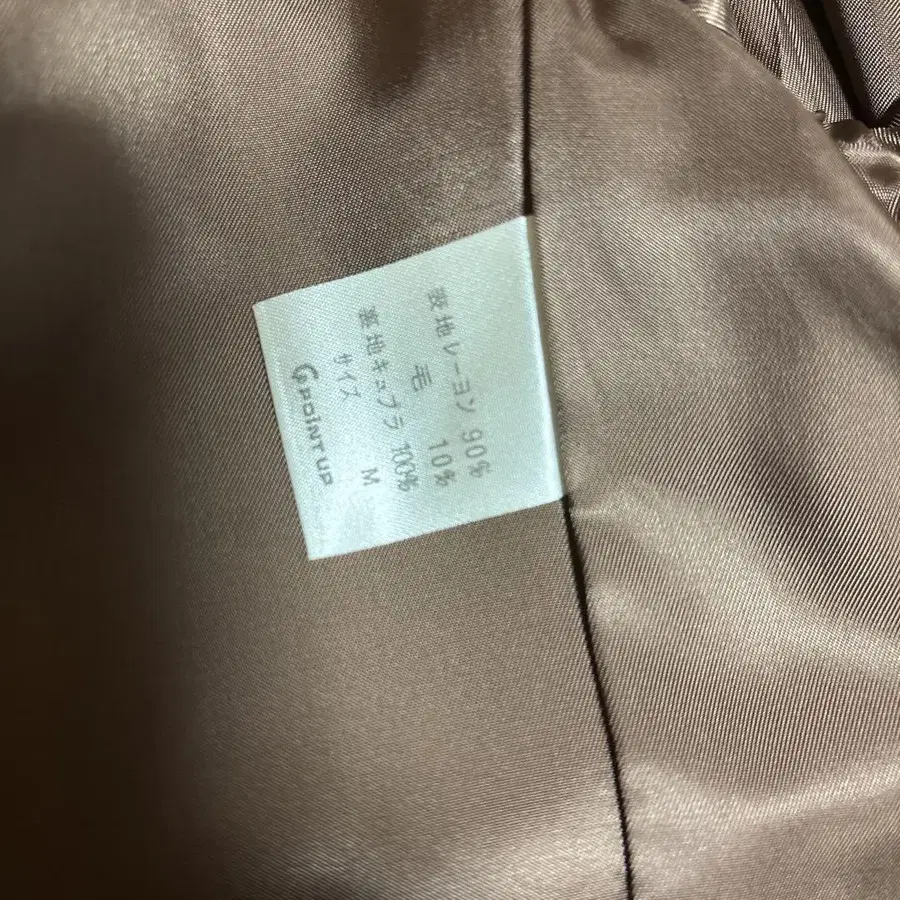 表地レーヨン 90%
毛 10%
裏地キュプラ 100%
サイズ M
POINT UP